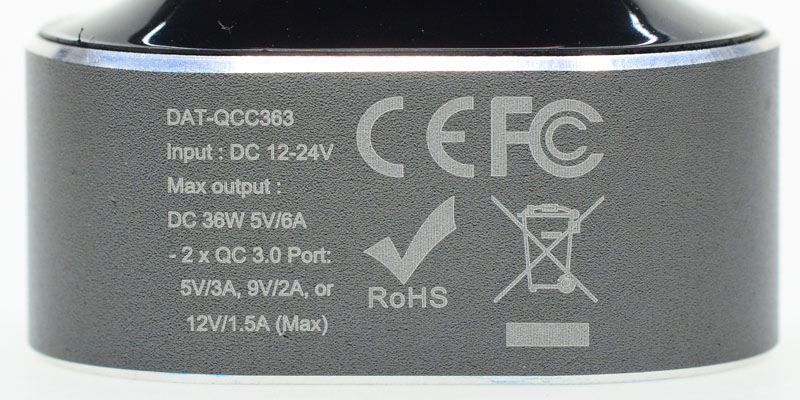 DAT-QCC363
Input : DC 12-24V
Max output :
DC 36W 5V/6A
- 2 x QC 3.0 Port:
5V/3A, 9V/2A, or
12V/1.5A (Max)
CE FC
RoHS